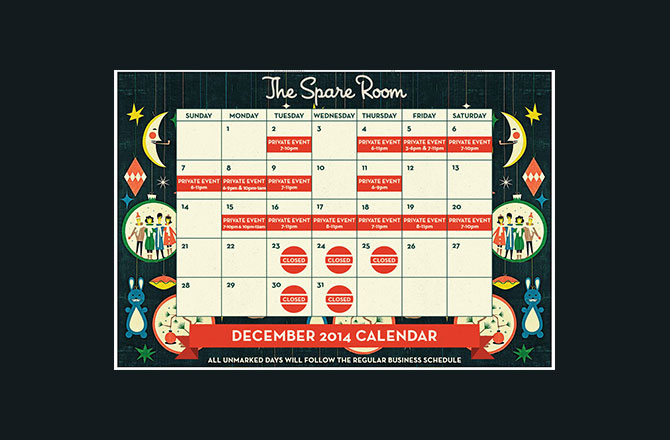 The Spare Room
SUNDAY MONDAY TUESDAY WEDNESDAY THURSDAY FRIDAY SATURDAY
1 2 3 4 5 6
PRIVATE EVENT PRIVATE EVENT PRIVATE EVENT PRIVATE EVENT
7-10pm 6-11pm 3-6pm & 7-11pm 7-10pm
7 8 9 10 11 12 13
PRIVATE EVENT PRIVATE EVENT PRIVATE EVENT PRIVATE EVENT
6-11pm 6-9pm & 10pm-1am 7-11pm 6-9pm
14 15 16 17 18 19 20
PRIVATE EVENT PRIVATE EVENT PRIVATE EVENT PRIVATE EVENT PRIVATE EVENT PRIVATE EVENT
7-10pm & 10pm-12am 7-11pm 8-11pm 7-11pm 8-11pm 7-10pm
21 22 23 24 25 26 27
CLOSED CLOSED CLOSED
28 29 30 31
CLOSED CLOSED
DECEMBER 2014 CALENDAR
ALL UNMARKED DAYS WILL FOLLOW THE REGULAR BUSINESS SCHEDULE